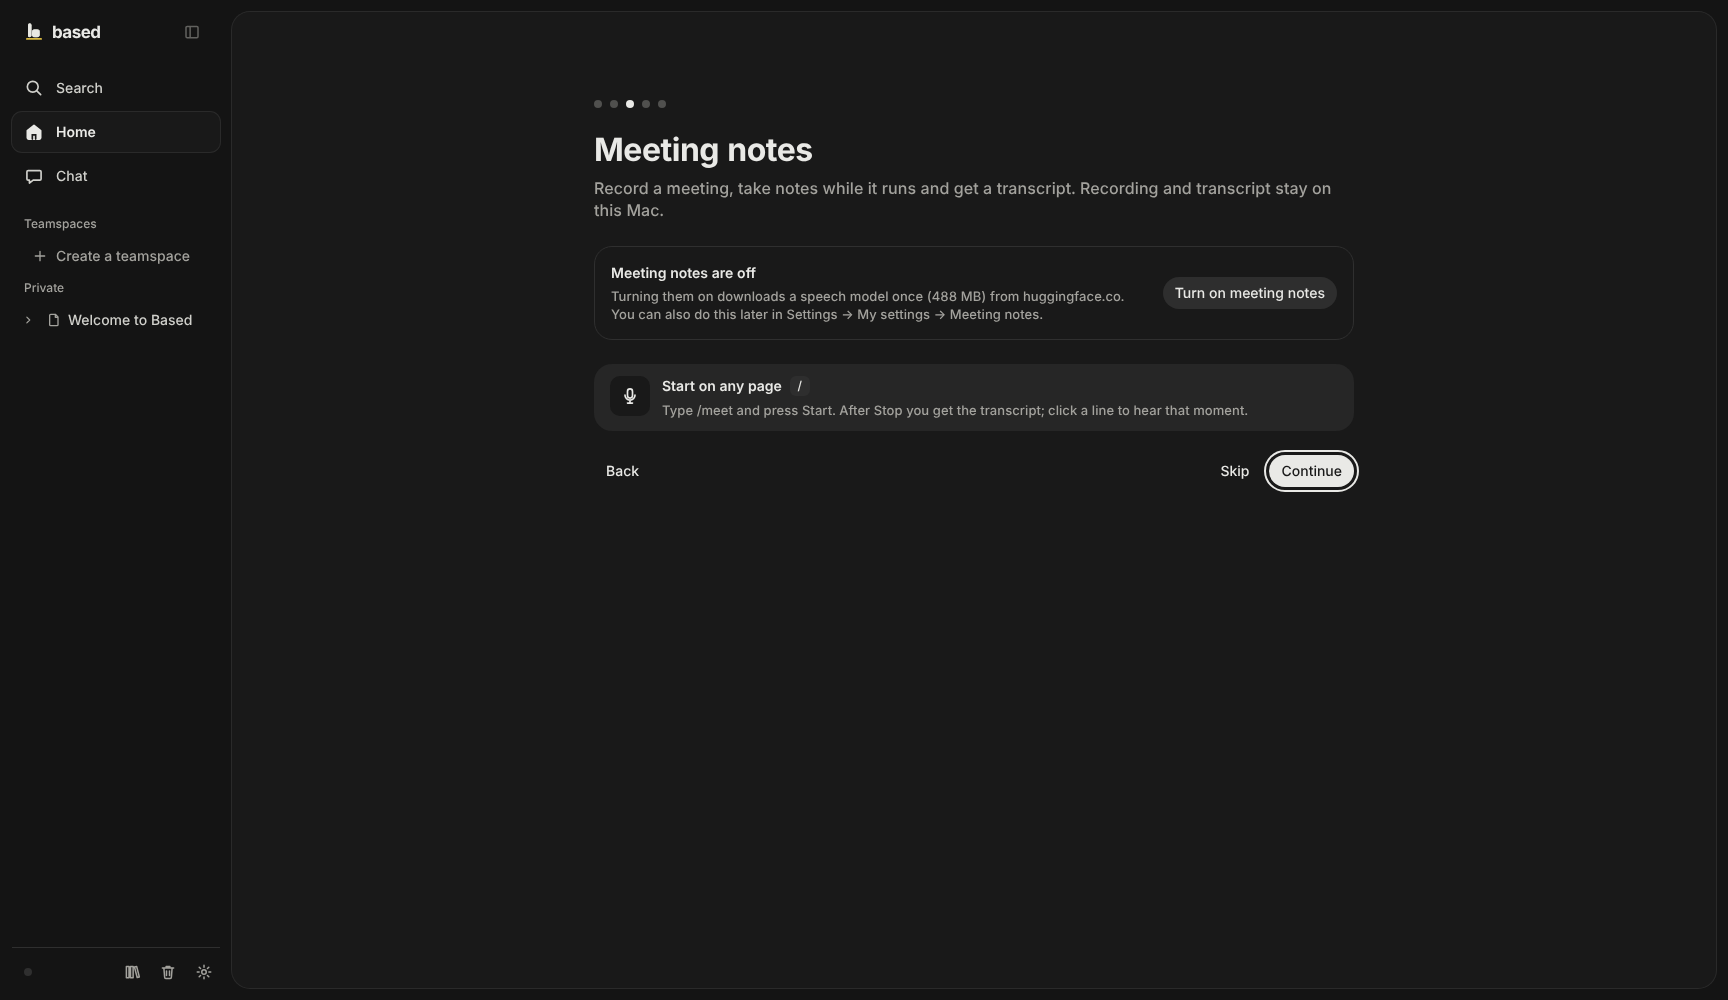 based
Search
Home
Chat
Teamspaces
Create a teamspace
Private
Welcome to Based
Meeting notes
Record a meeting, take notes while it runs and get a transcript. Recording and transcript stay on
this Mac.
Meeting notes are off
Turning them on downloads a speech model once (488 MB) from huggingface.co.
You can also do this later in Settings → My settings → Meeting notes.
Turn on meeting notes
Start on any page /
Type /meet and press Start. After Stop you get the transcript; click a line to hear that moment.
Back
Skip
Continue